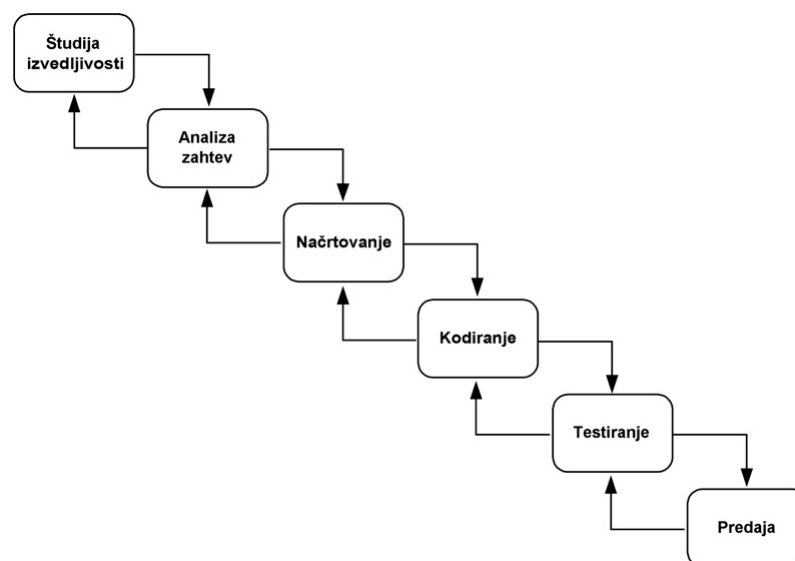 Študija
izvedljivosti
Analiza
zahtev
Načrtovanje
Kodiranje
Testiranje
Predaja